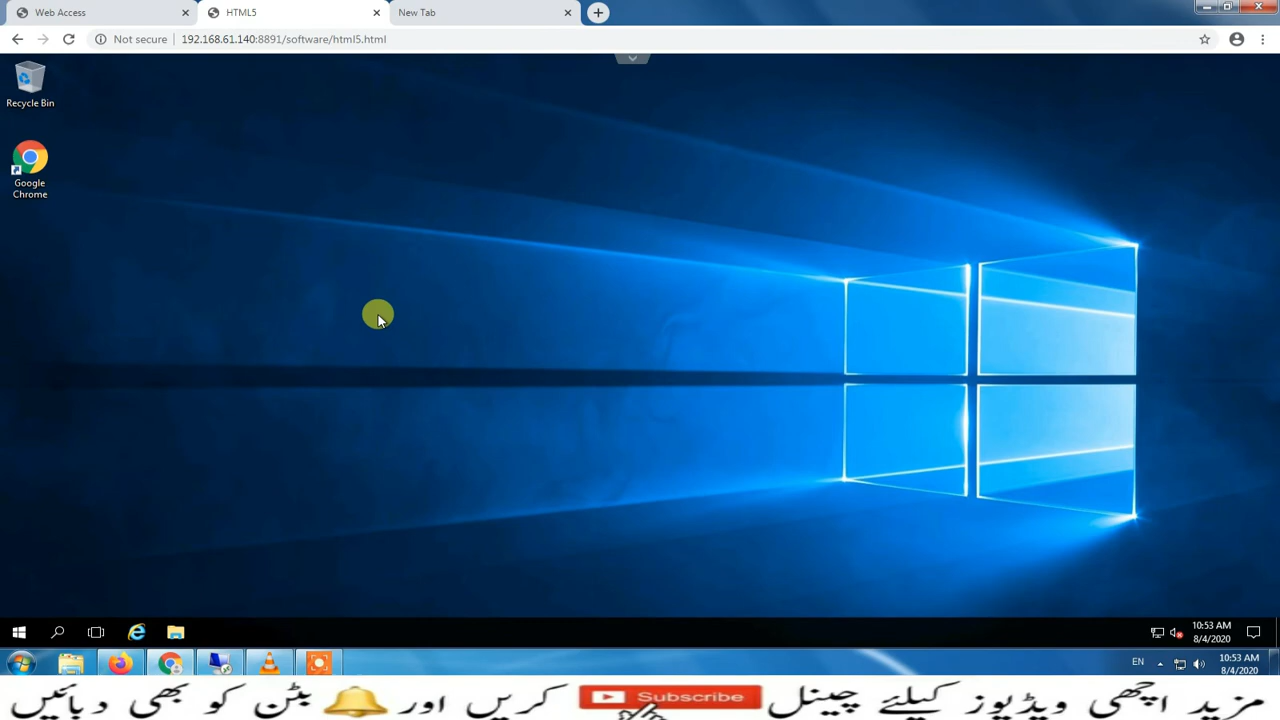 Web Access
HTML5
New Tab
Not secure
192.168.61.140:8891/software/html5.html
Recycle Bin
Google
Chrome
10:53 AM
8/4/2020
EN
10:53 AM
8/4/2020
مزید اچھی ویڈیوز کیلئے چینل Subscribe کریں اور بٹن کو بھی دبائیں